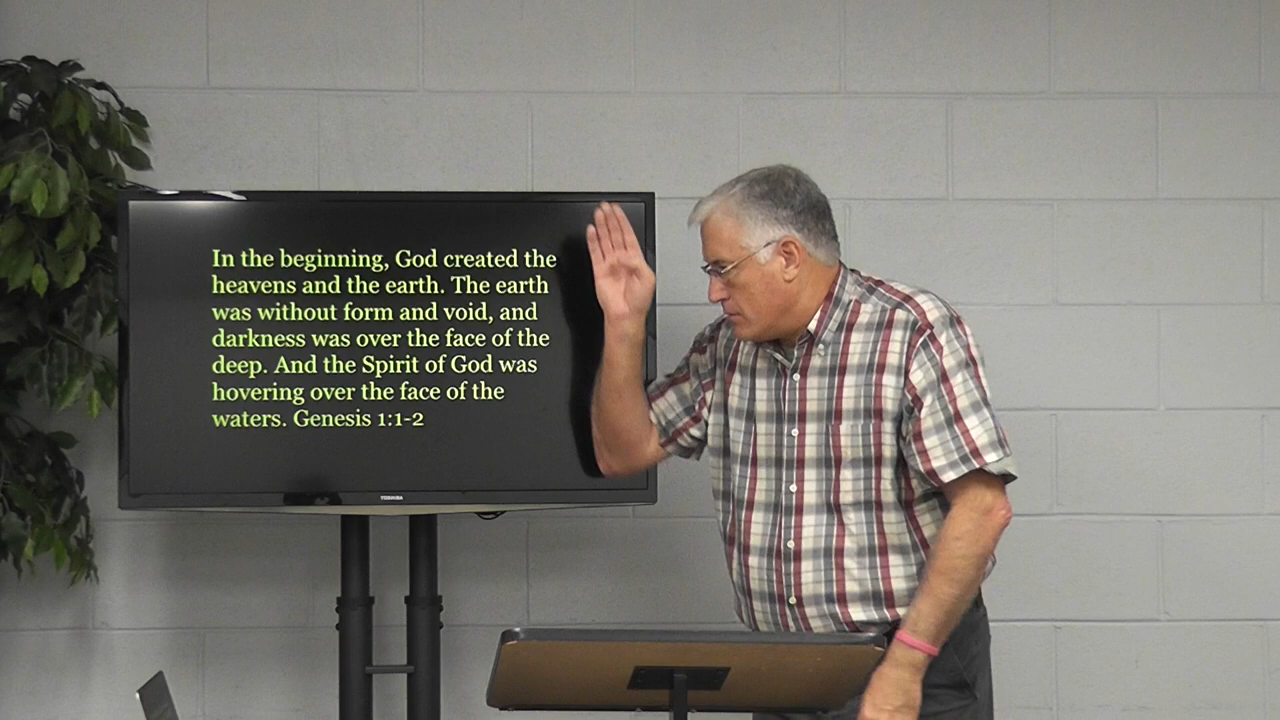 In the beginning, God created the
heavens and the earth. The earth
was without form and void, and
darkness was over the face of the
deep. And the Spirit of God was
hovering over the face of the
waters. Genesis 1:1-2
TOSHIBA